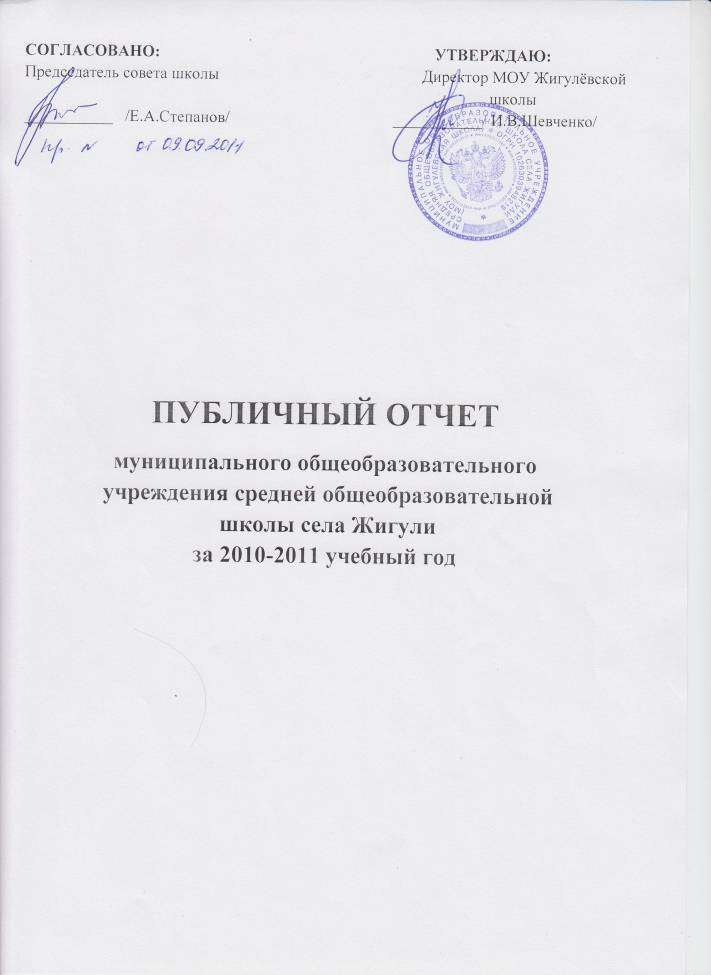 СОГЛАСОВАНО:
Председатель совета школы
/Е.А.Степанов/
пр. № от 09.09.2011
УТВЕРЖДАЮ:
Директор МОУ Жигулёвской
школы
И.В.Шевченко/
ПУБЛИЧНЫЙ ОТЧЕТ
муниципального общеобразовательного
учреждения средней общеобразовательной
школы села Жигули
за 2010-2011 учебный год